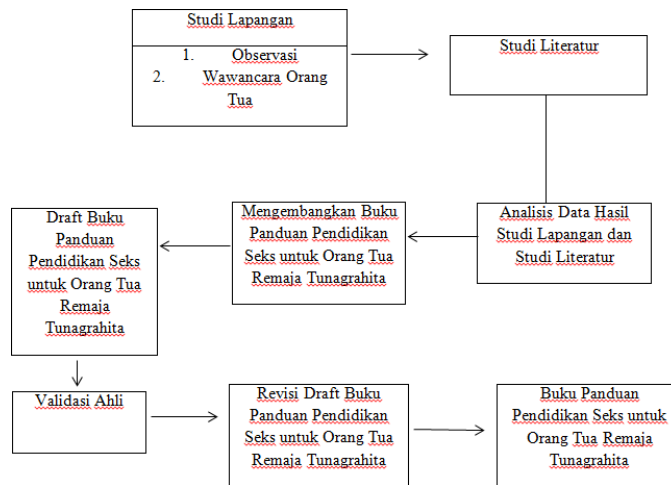 Studi Lapangan
1. Observasi
2. Wawancara Orang
Tua
Studi Literatur
Analisis Data Hasil
Studi Lapangan dan
Studi Literatur
Mengembangkan Buku
Panduan Pendidikan
Seks untuk Orang Tua
Remaja Tunagrahita
Draft Buku
Panduan
Pendidikan Seks
untuk Orang Tua
Remaja
Tunagrahita
Validasi Ahli
Revisi Draft Buku
Panduan Pendidikan
Seks untuk Orang Tua
Remaja Tunagrahita
Buku Panduan
Pendidikan Seks untuk
Orang Tua Remaja
Tunagrahita